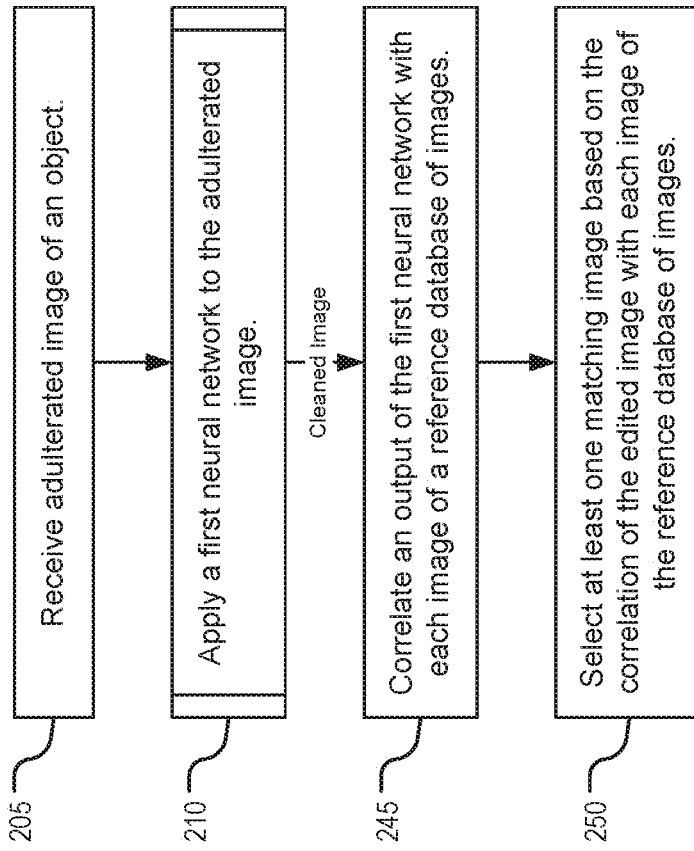 205
Receive adulterated image of an object.
210
Apply a first neural network to the adulterated
image.
Cleaned Image
245
Correlate an output of the first neural network with
each image of a reference database of images.
250
Select at least one matching image based on the
correlation of the edited image with each image of
the reference database of images.